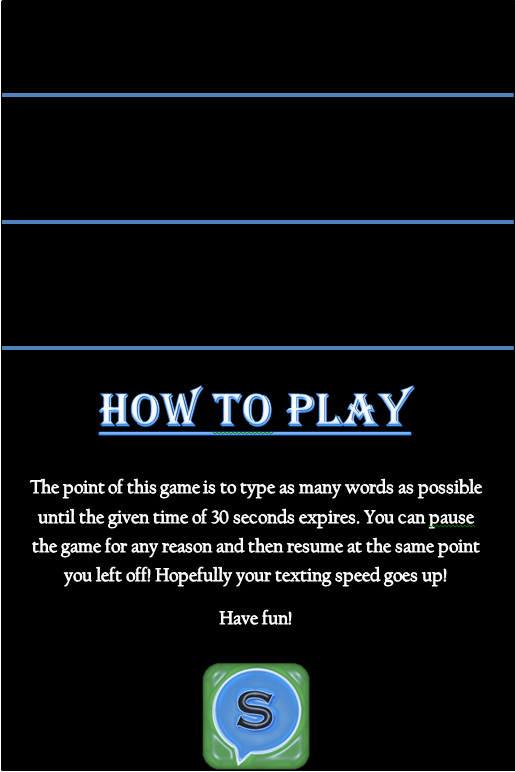 HOW TO PLAY
The point of this game is to type as many words as possible
until the given time of 30 seconds expires. You can pause
the game for any reason and then resume at the same point
you left off! Hopefully your texting speed goes up!
Have fun!
S